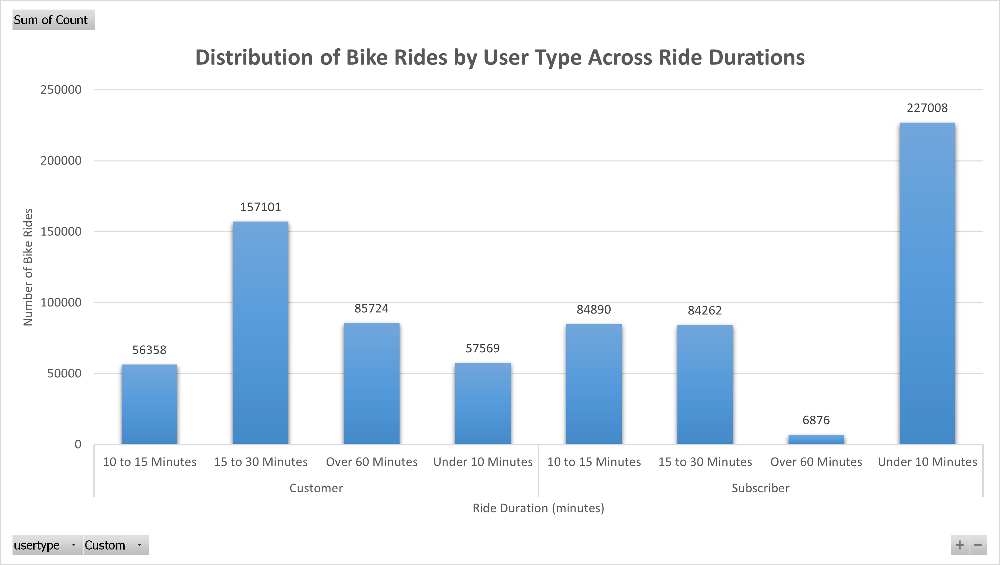 Sum of Count
Distribution of Bike Rides by User Type Across Ride Durations
250000
200000
150000
100000
50000
0
Number of Bike Rides
56358
157101
85724
57569
84890
84262
6876
227008
10 to 15 Minutes
15 to 30 Minutes
Over 60 Minutes
Under 10 Minutes
10 to 15 Minutes
15 to 30 Minutes
Over 60 Minutes
Under 10 Minutes
Customer
Subscriber
Ride Duration (minutes)
usertype
Custom
+
−